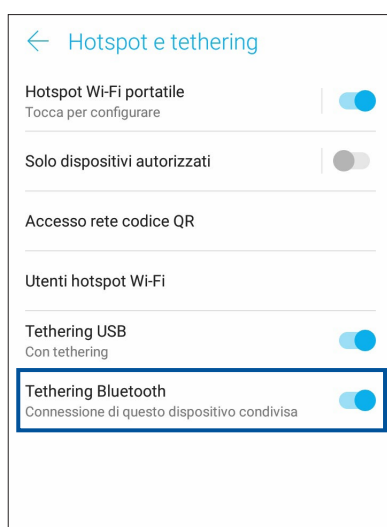 Hotspot e tethering
Hotspot Wi-Fi portatile
Tocca per configurare
Solo dispositivi autorizzati
Accesso rete codice QR
Utenti hotspot Wi-Fi
Tethering USB
Con tethering
Tethering Bluetooth
Connessione di questo dispositivo condivisa